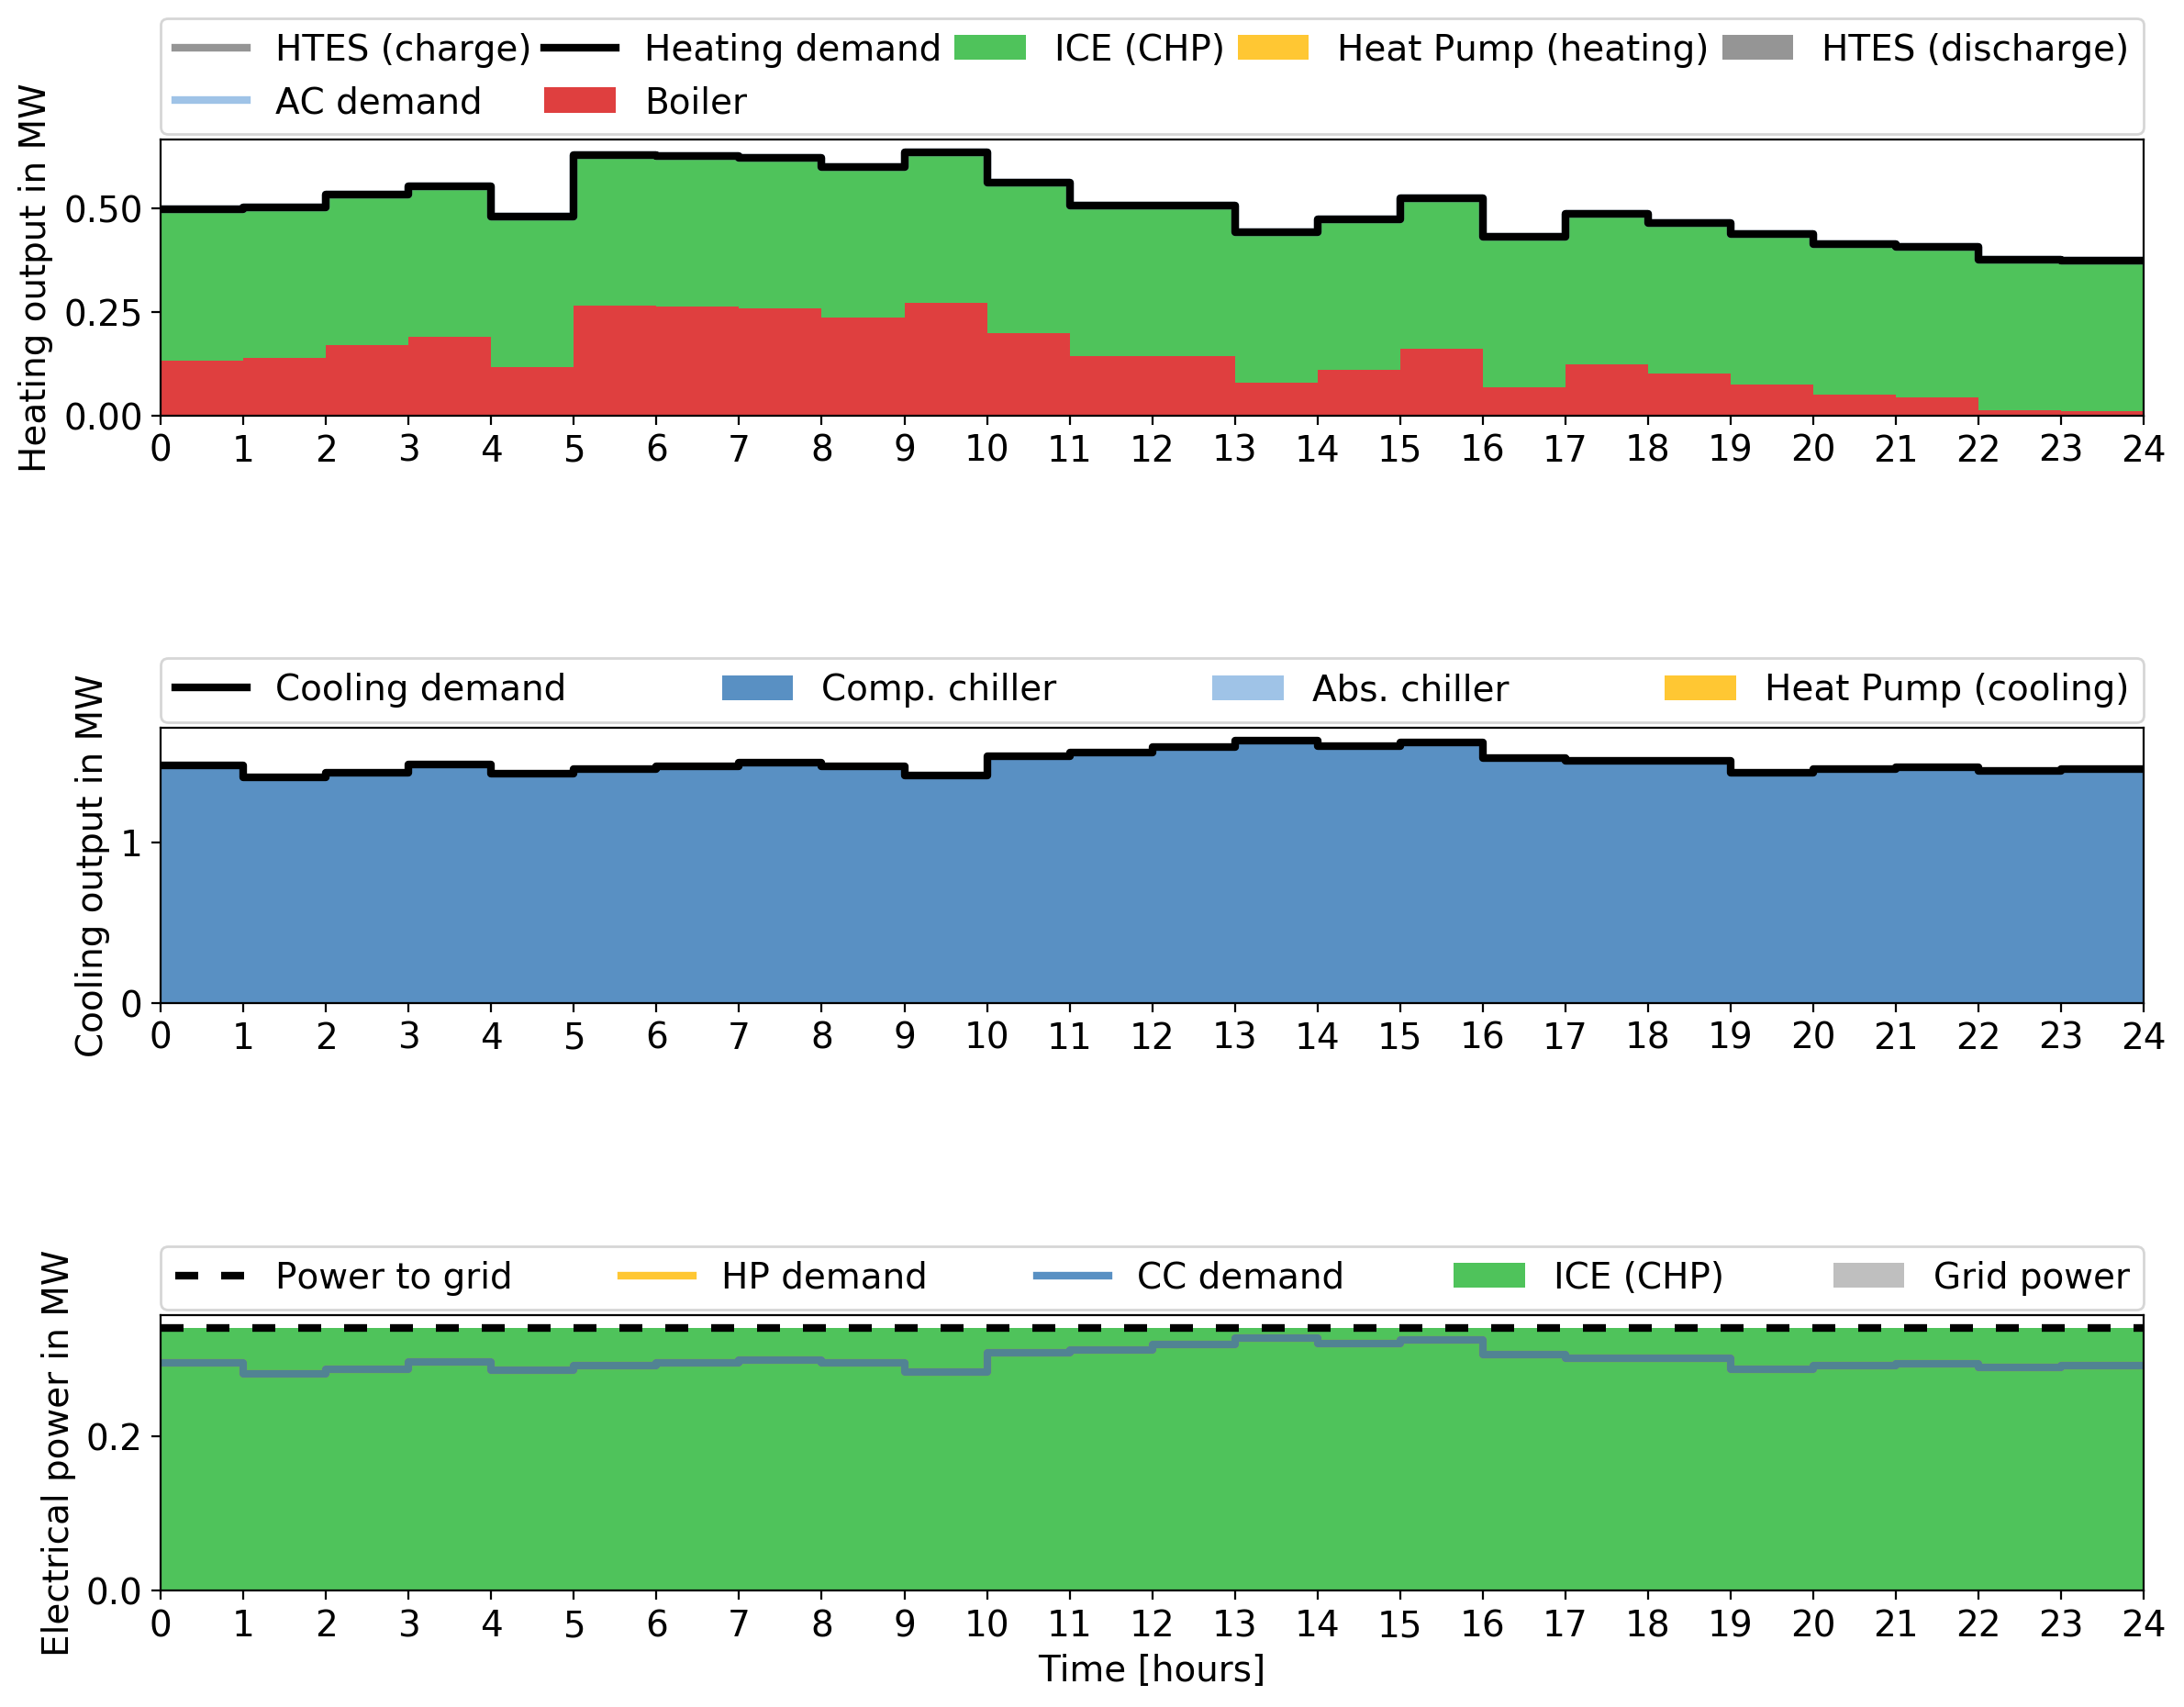 HTES (charge) Heating demand ICE (CHP) Heat Pump (heating) HTES (discharge)
AC demand Boiler
Heating output in MW
0.50
0.25
0.00
0 1 2 3 4 5 6 7 8 9 10 11 12 13 14 15 16 17 18 19 20 21 22 23 24
Cooling demand Comp. chiller Abs. chiller Heat Pump (cooling)
Cooling output in MW
1
0
0 1 2 3 4 5 6 7 8 9 10 11 12 13 14 15 16 17 18 19 20 21 22 23 24
Power to grid HP demand CC demand ICE (CHP) Grid power
Electrical power in MW
0.2
0.0
0 1 2 3 4 5 6 7 8 9 10 11 12 13 14 15 16 17 18 19 20 21 22 23 24
Time [hours]